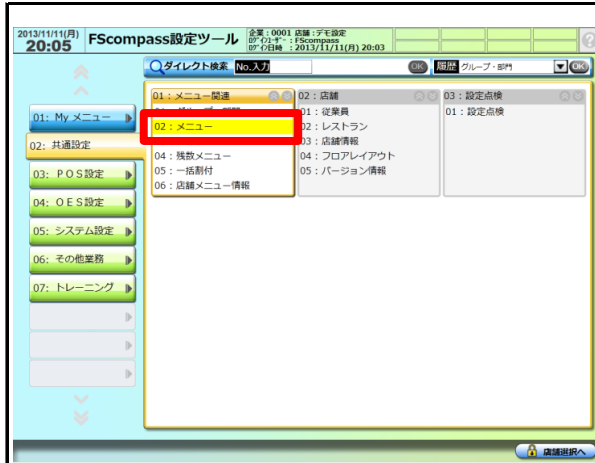 2013/11/11(月)
20:05
FScompass設定ツール
企業：0001 店舗：デモ設定
ﾛｸﾞｲﾝﾕｰｻﾞｰ：FScompass
ﾛｸﾞｲﾝ日時 ：2013/11/11(月) 20:03
ダイレクト検索 No.入力 OK 履歴 グループ・部門 OK
01：My メニュー
02：共通設定
03：POS設定
04：OES設定
05：システム設定
06：その他業務
07：トレーニング
01：メニュー関連
02：メニュー
04：残数メニュー
05：一括割付
06：店舗メニュー情報
02：店舗
01：従業員
02：レストラン
03：店舗情報
04：フロアレイアウト
05：バージョン情報
03：設定点検
01：設定点検
店舗選択へ